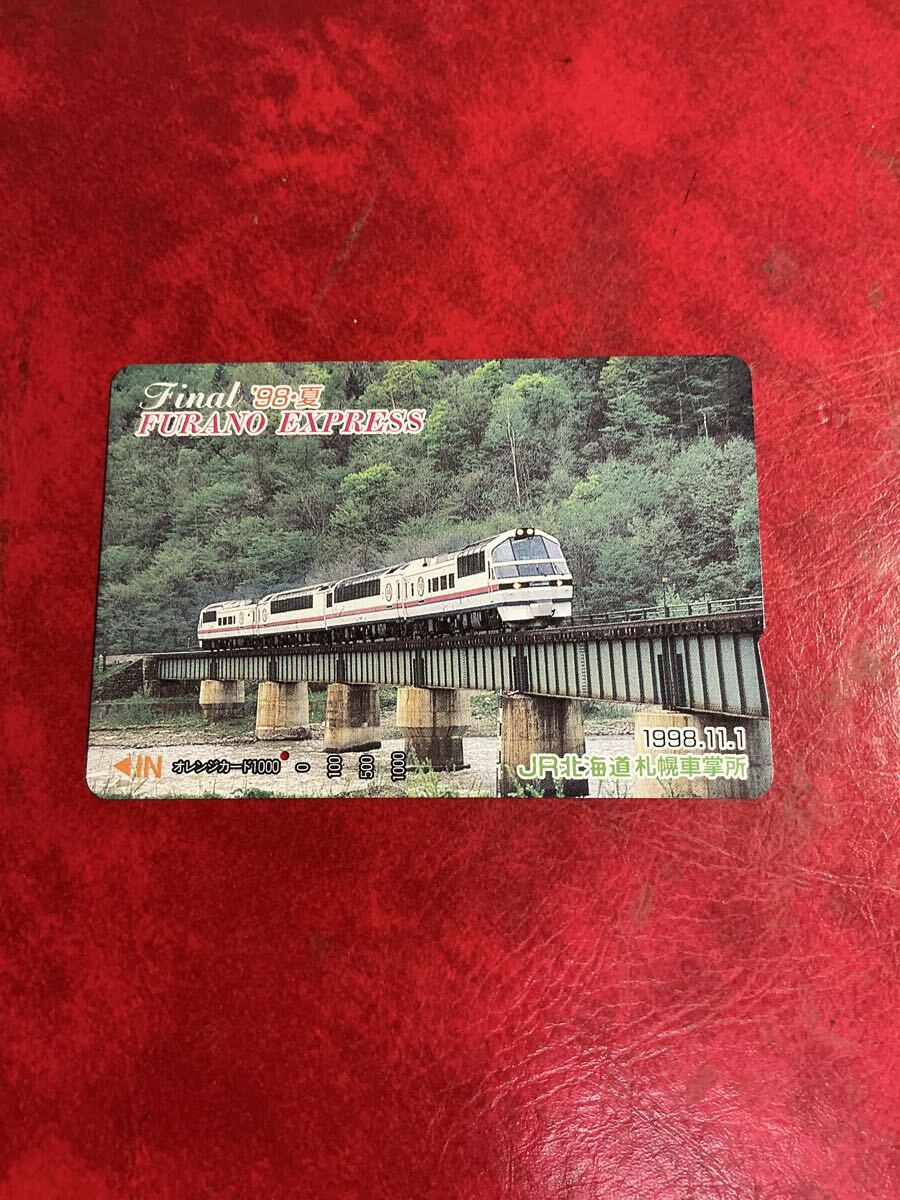 Final '98・夏
FURANO EXPRESS
1998.11.1
IN オレンジカード1000 0 100 500 1000
JR北海道札幌車掌所